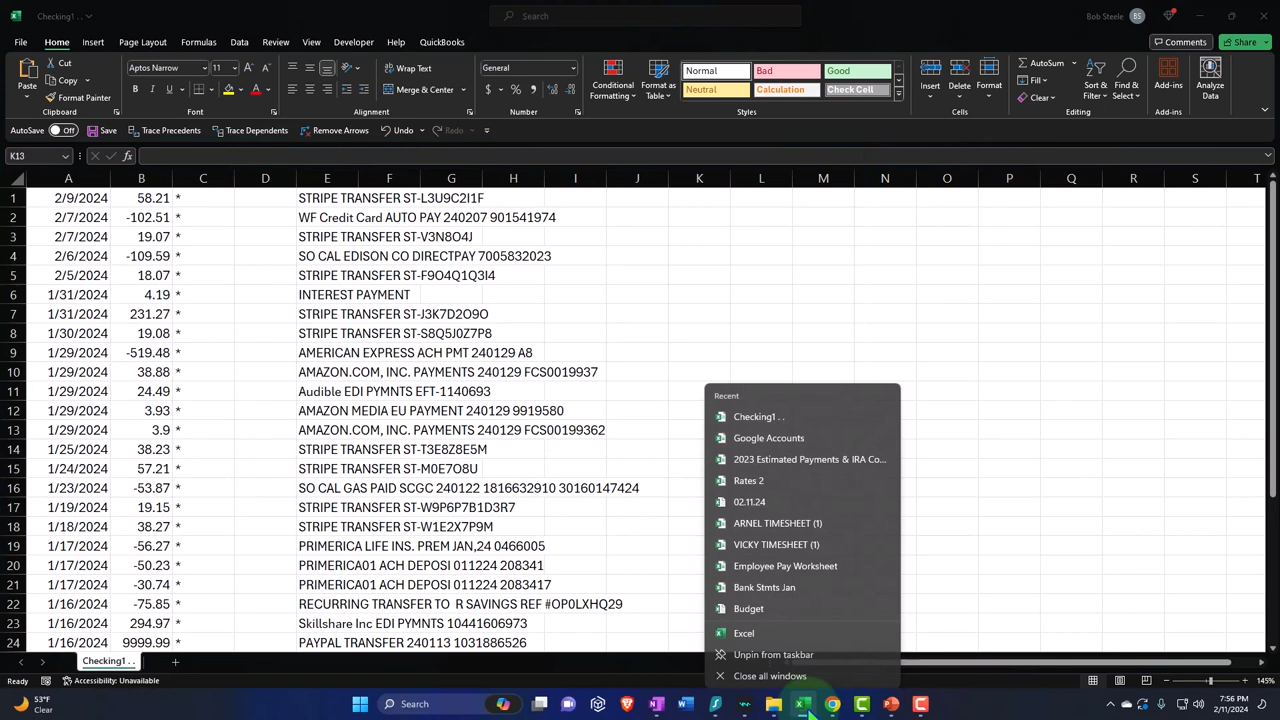 Checking1 . .
Search
Bob Steele
BS
File Home Insert Page Layout Formulas Data Review View Developer Help QuickBooks
Comments
Share
Paste
Cut
Copy
Format Painter
Clipboard
Aptos Narrow
11
B I U
Font
Wrap Text
Merge & Center
Alignment
General
$ % ,
Number
Conditional
Formatting
Format as
Table
Normal
Bad
Good
Neutral
Calculation
Check Cell
Styles
Insert
Delete
Format
Cells
AutoSum
Fill
Clear
Sort &
Filter
Find &
Select
Editing
Add-ins
Add-ins
Analyze
Data
AutoSave Off Save Trace Precedents Trace Dependents Remove Arrows Undo Redo
K13
fx
A B C D E F G H I J K L M N O P Q R S T
1 2/9/2024 58.21 * STRIPE TRANSFER ST-L3U9C2I1F
2 2/7/2024 -102.51 * WF Credit Card AUTO PAY 240207 901541974
3 2/7/2024 19.07 * STRIPE TRANSFER ST-V3N8O4J
4 2/6/2024 -109.59 * SO CAL EDISON CO DIRECTPAY 7005832023
5 2/5/2024 18.07 * STRIPE TRANSFER ST-F9O4Q1Q3I4
6 1/31/2024 4.19 * INTEREST PAYMENT
7 1/31/2024 231.27 * STRIPE TRANSFER ST-J3K7D2O9O
8 1/30/2024 19.08 * STRIPE TRANSFER ST-S8Q5J0Z7P8
9 1/29/2024 -519.48 * AMERICAN EXPRESS ACH PMT 240129 A8
10 1/29/2024 38.88 * AMAZON.COM, INC. PAYMENTS 240129 FCS0019937
11 1/29/2024 24.49 * Audible EDI PYMNTS EFT-1140693
12 1/29/2024 3.93 * AMAZON MEDIA EU PAYMENT 240129 9919580
13 1/29/2024 3.9 * AMAZON.COM, INC. PAYMENTS 240129 FCS00199362
14 1/25/2024 38.23 * STRIPE TRANSFER ST-T3E8Z8E5M
15 1/24/2024 57.21 * STRIPE TRANSFER ST-M0E7O8U
16 1/23/2024 -53.87 * SO CAL GAS PAID SCGC 240122 1816632910 30160147424
17 1/19/2024 19.15 * STRIPE TRANSFER ST-W9P6P7B1D3R7
18 1/18/2024 38.27 * STRIPE TRANSFER ST-W1E2X7P9M
19 1/17/2024 -56.27 * PRIMERICA LIFE INS. PREM JAN,24 0466005
20 1/17/2024 -50.23 * PRIMERICA01 ACH DEPOSI 011224 208341
21 1/17/2024 -30.74 * PRIMERICA01 ACH DEPOSI 011224 2083417
22 1/16/2024 -75.85 * RECURRING TRANSFER TO R SAVINGS REF #OP0LXHQ29
23 1/16/2024 294.97 * Skillshare Inc EDI PYMNTS 10441606973
24 1/16/2024 9999.99 * PAYPAL TRANSFER 240113 1031886526
Recent
Checking1 . .
Google Accounts
2023 Estimated Payments & IRA Co...
Rates 2
02.11.24
ARNEL TIMESHEET (1)
VICKY TIMESHEET (1)
Employee Pay Worksheet
Bank Stmts Jan
Budget
Excel
Unpin from taskbar
Close all windows
Checking1 . .
Ready
Accessibility: Unavailable
145%
53°F
Clear
Search
7:56 PM
2/11/2024